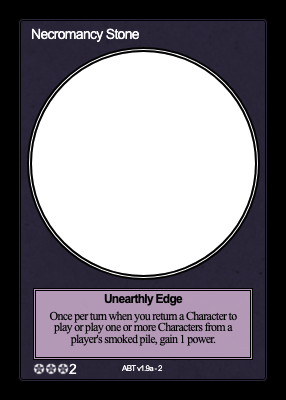 Necromancy Stone
Unearthly Edge
Once per turn when you return a Character to
play or play one or more Characters from a
player's smoked pile, gain 1 power.
2
ABT v1.9a - 2